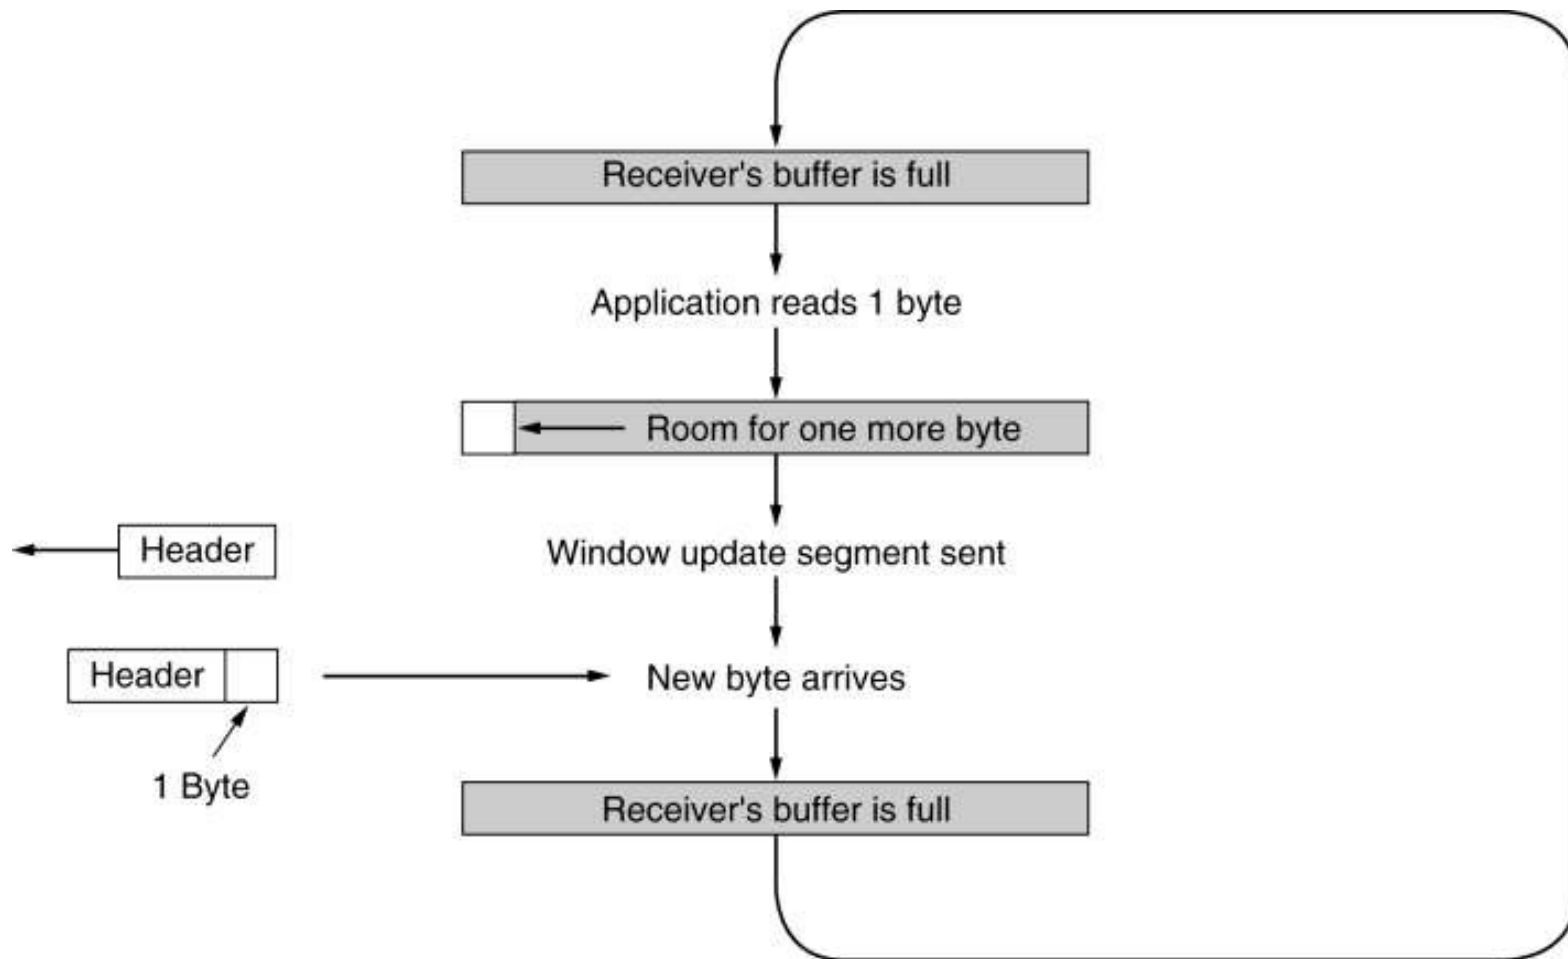 Receiver's buffer is full
Application reads 1 byte
Room for one more byte
Header
Window update segment sent
Header
New byte arrives
1 Byte
Receiver's buffer is full